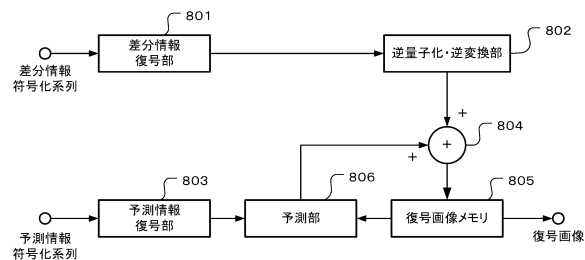 801
差分情報
復号部
差分情報
符号化系列
逆量子化・逆変換部
802
+
+
+
804
803
予測情報
復号部
予測情報
符号化系列
806
予測部
805
復号画像メモリ
復号画像